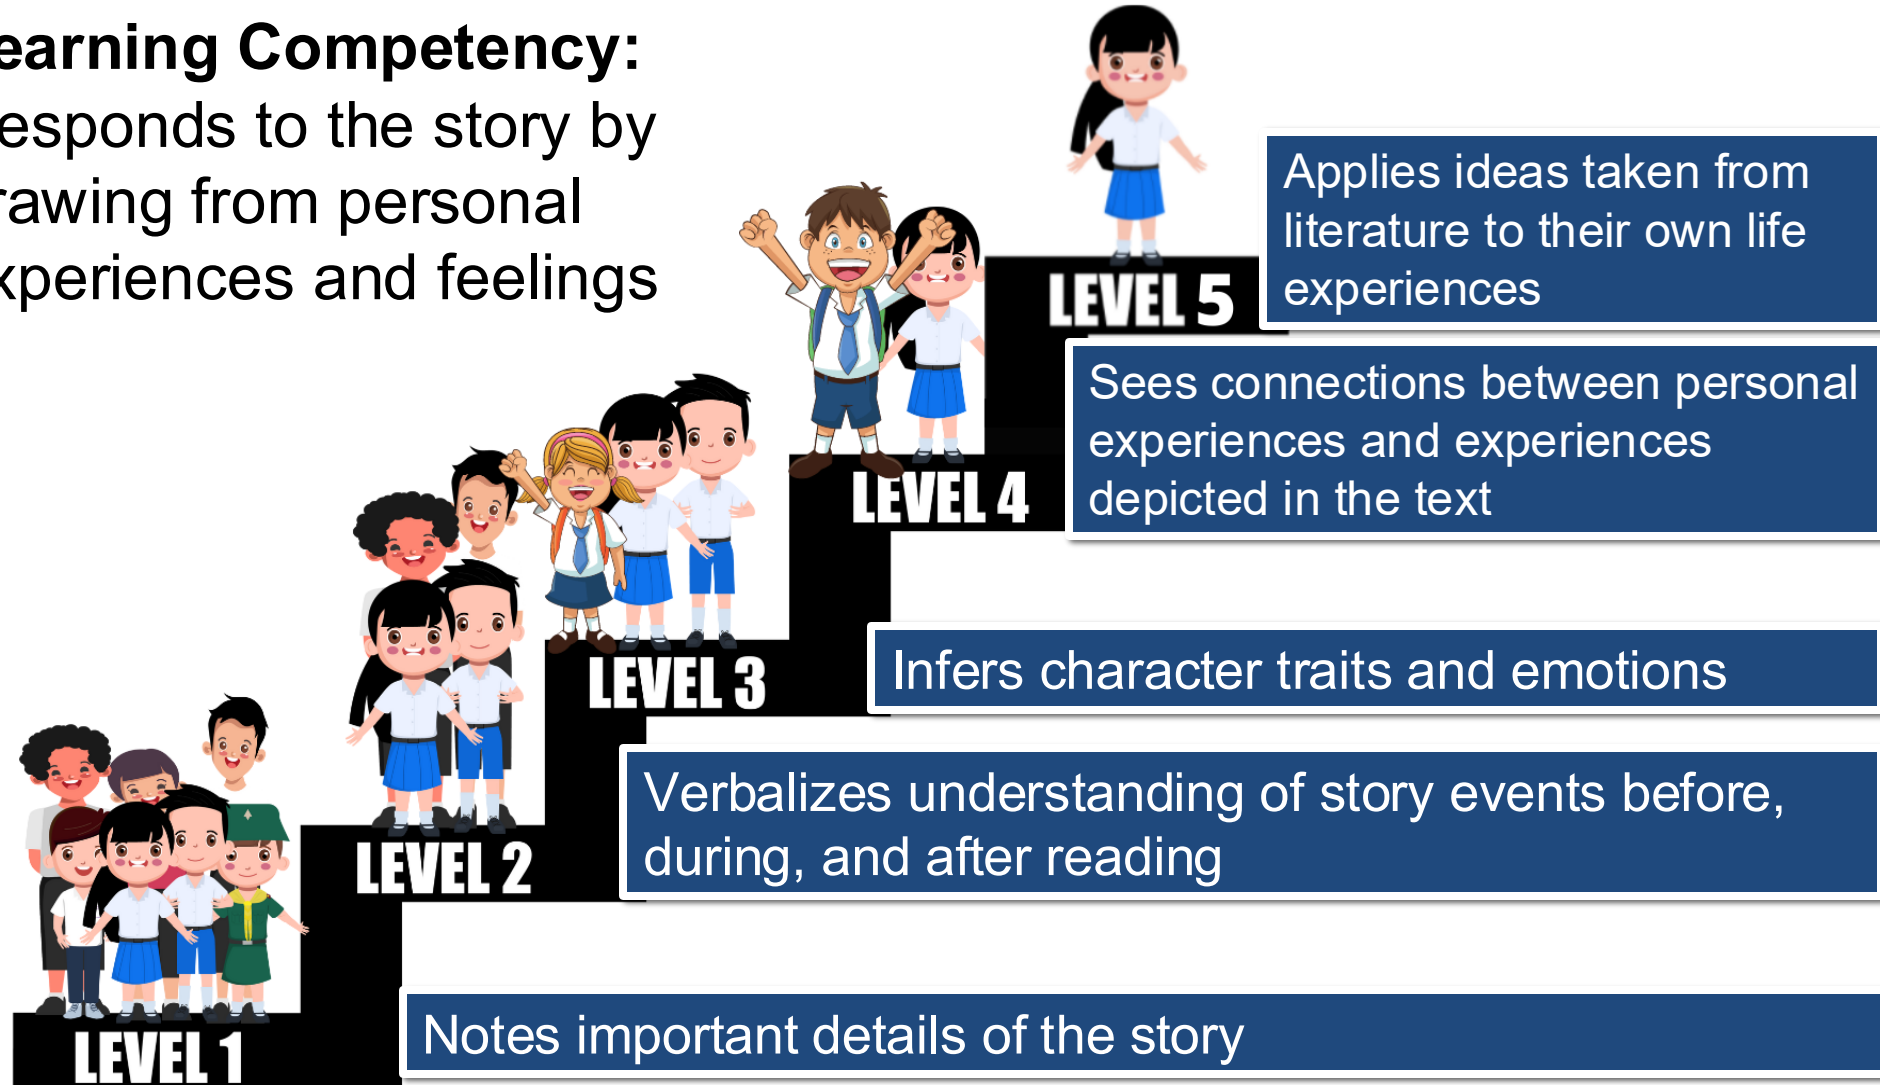 earning Competency:
esponds to the story by
rawing from personal
xperiences and feelings
LEVEL 5
Applies ideas taken from
literature to their own life
experiences
LEVEL 4
Sees connections between personal
experiences and experiences
depicted in the text
LEVEL 3
Infers character traits and emotions
LEVEL 2
Verbalizes understanding of story events before,
during, and after reading
LEVEL 1
Notes important details of the story